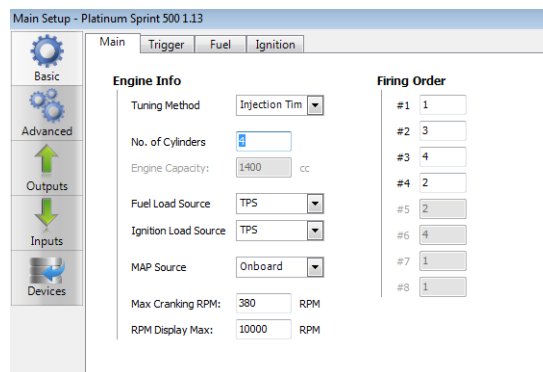 Main Setup - Platinum Sprint 500 1.13
Main Trigger Fuel Ignition
Basic
Advanced
Outputs
Inputs
Devices
Engine Info
Tuning Method Injection Tim
No. of Cylinders 4
Engine Capacity: 1400 cc
Fuel Load Source TPS
Ignition Load Source TPS
MAP Source Onboard
Max Cranking RPM: 380 RPM
RPM Display Max: 10000 RPM
Firing Order
#1 1
#2 3
#3 4
#4 2
#5 2
#6 4
#7 1
#8 1